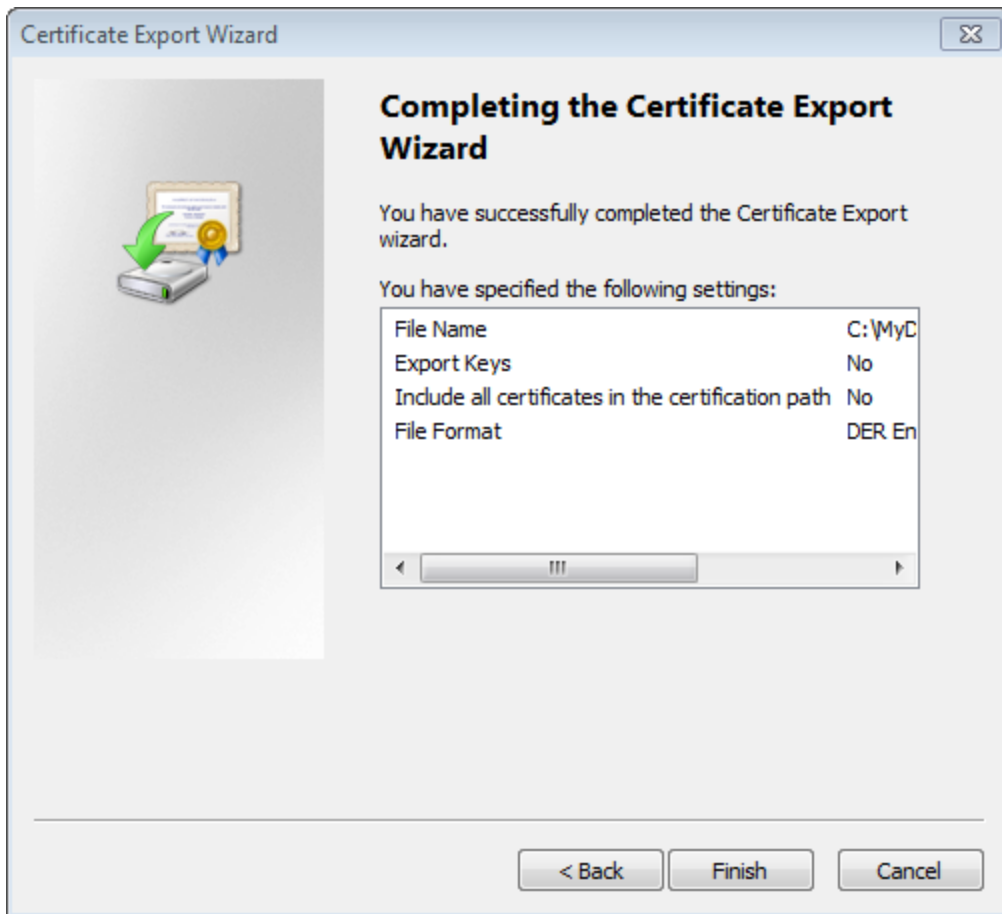 Certificate Export Wizard
Completing the Certificate Export
Wizard
You have successfully completed the Certificate Export
wizard.
You have specified the following settings:
File Name C:\MyD
Export Keys No
Include all certificates in the certification path No
File Format DER En
< Back Finish Cancel